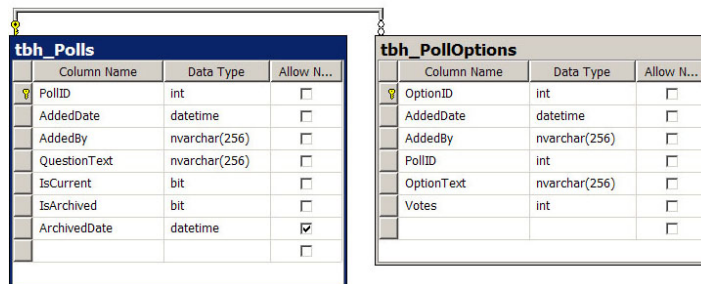 tbh_Polls
Column Name Data Type Allow N...
PollID int
AddedDate datetime
AddedBy nvarchar(256)
QuestionText nvarchar(256)
IsCurrent bit
IsArchived bit
ArchivedDate datetime
tbh_PollOptions
Column Name Data Type Allow N...
OptionID int
AddedDate datetime
AddedBy nvarchar(256)
PollID int
OptionText nvarchar(256)
Votes int